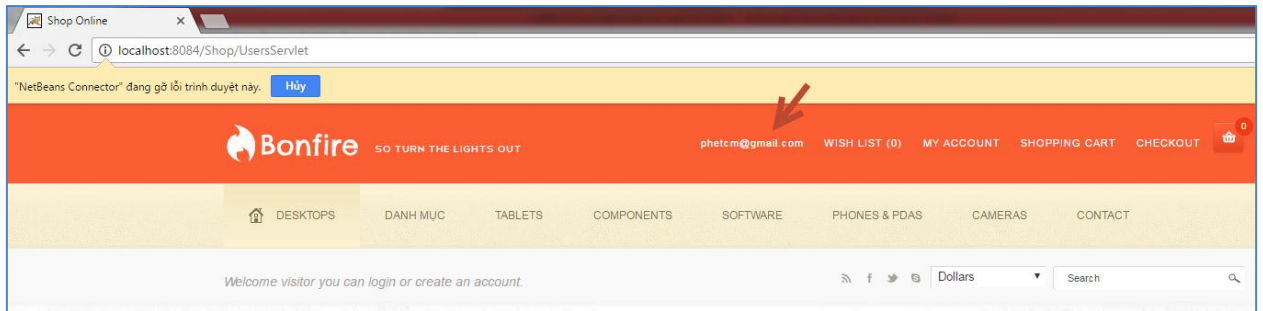 Shop Online
localhost:8084/Shop/UsersServlet
"NetBeans Connector" đang gỡ lỗi trình duyệt này. Hủy
Bonfire SO TURN THE LIGHTS OUT phetcm@gmail.com WISH LIST (0) MY ACCOUNT SHOPPING CART CHECKOUT 0
DESKTOPS DANH MỤC TABLETS COMPONENTS SOFTWARE PHONES & PDAS CAMERAS CONTACT
Welcome visitor you can login or create an account. Dollars Search